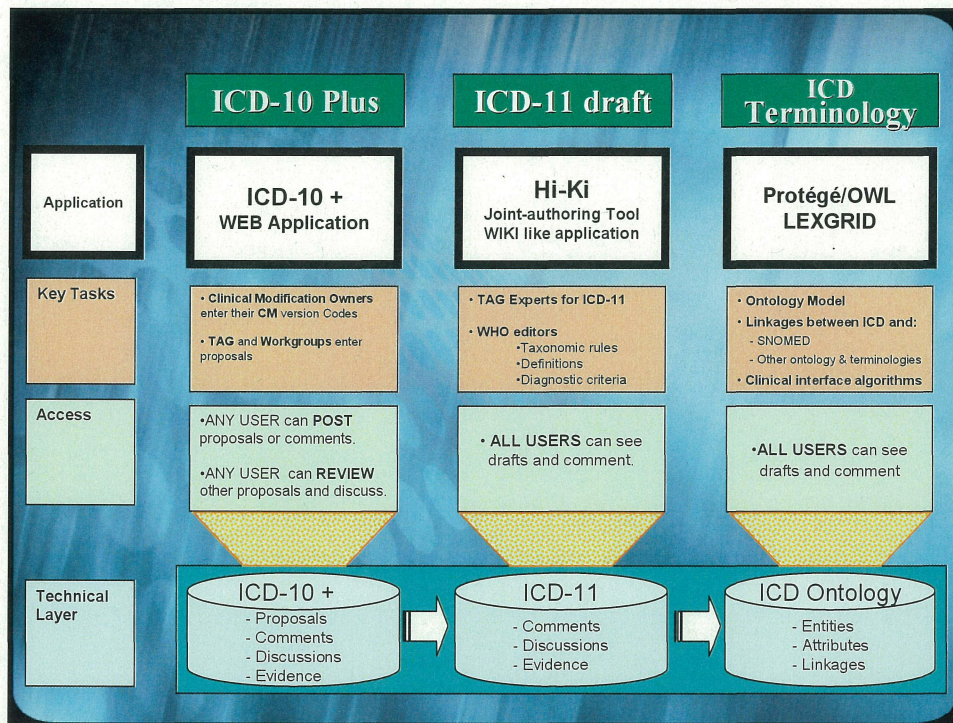 ICD-10 Plus
ICD-11 draft
ICD
Terminology
Application
ICD-10 +
WEB Application
Hi-Ki
Joint-authoring Tool
WIKI like application
Protégé/OWL
LEXGRID
Key Tasks
• Clinical Modification Owners
enter their CM version Codes
• TAG and Workgroups enter
proposals
• TAG Experts for ICD-11
• WHO editors
•Taxonomic rules
•Definitions
•Diagnostic criteria
• Ontology Model
• Linkages between ICD and:
- SNOMED
- Other ontology & terminologies
• Clinical interface algorithms
Access
•ANY USER can POST
proposals or comments.
•ANY USER can REVIEW
other proposals and discuss.
• ALL USERS can see
drafts and comment.
•ALL USERS can see
drafts and comment
Technical
Layer
ICD-10 +
- Proposals
- Comments
- Discussions
- Evidence
ICD-11
- Comments
- Discussions
- Evidence
ICD Ontology
- Entities
- Attributes
- Linkages